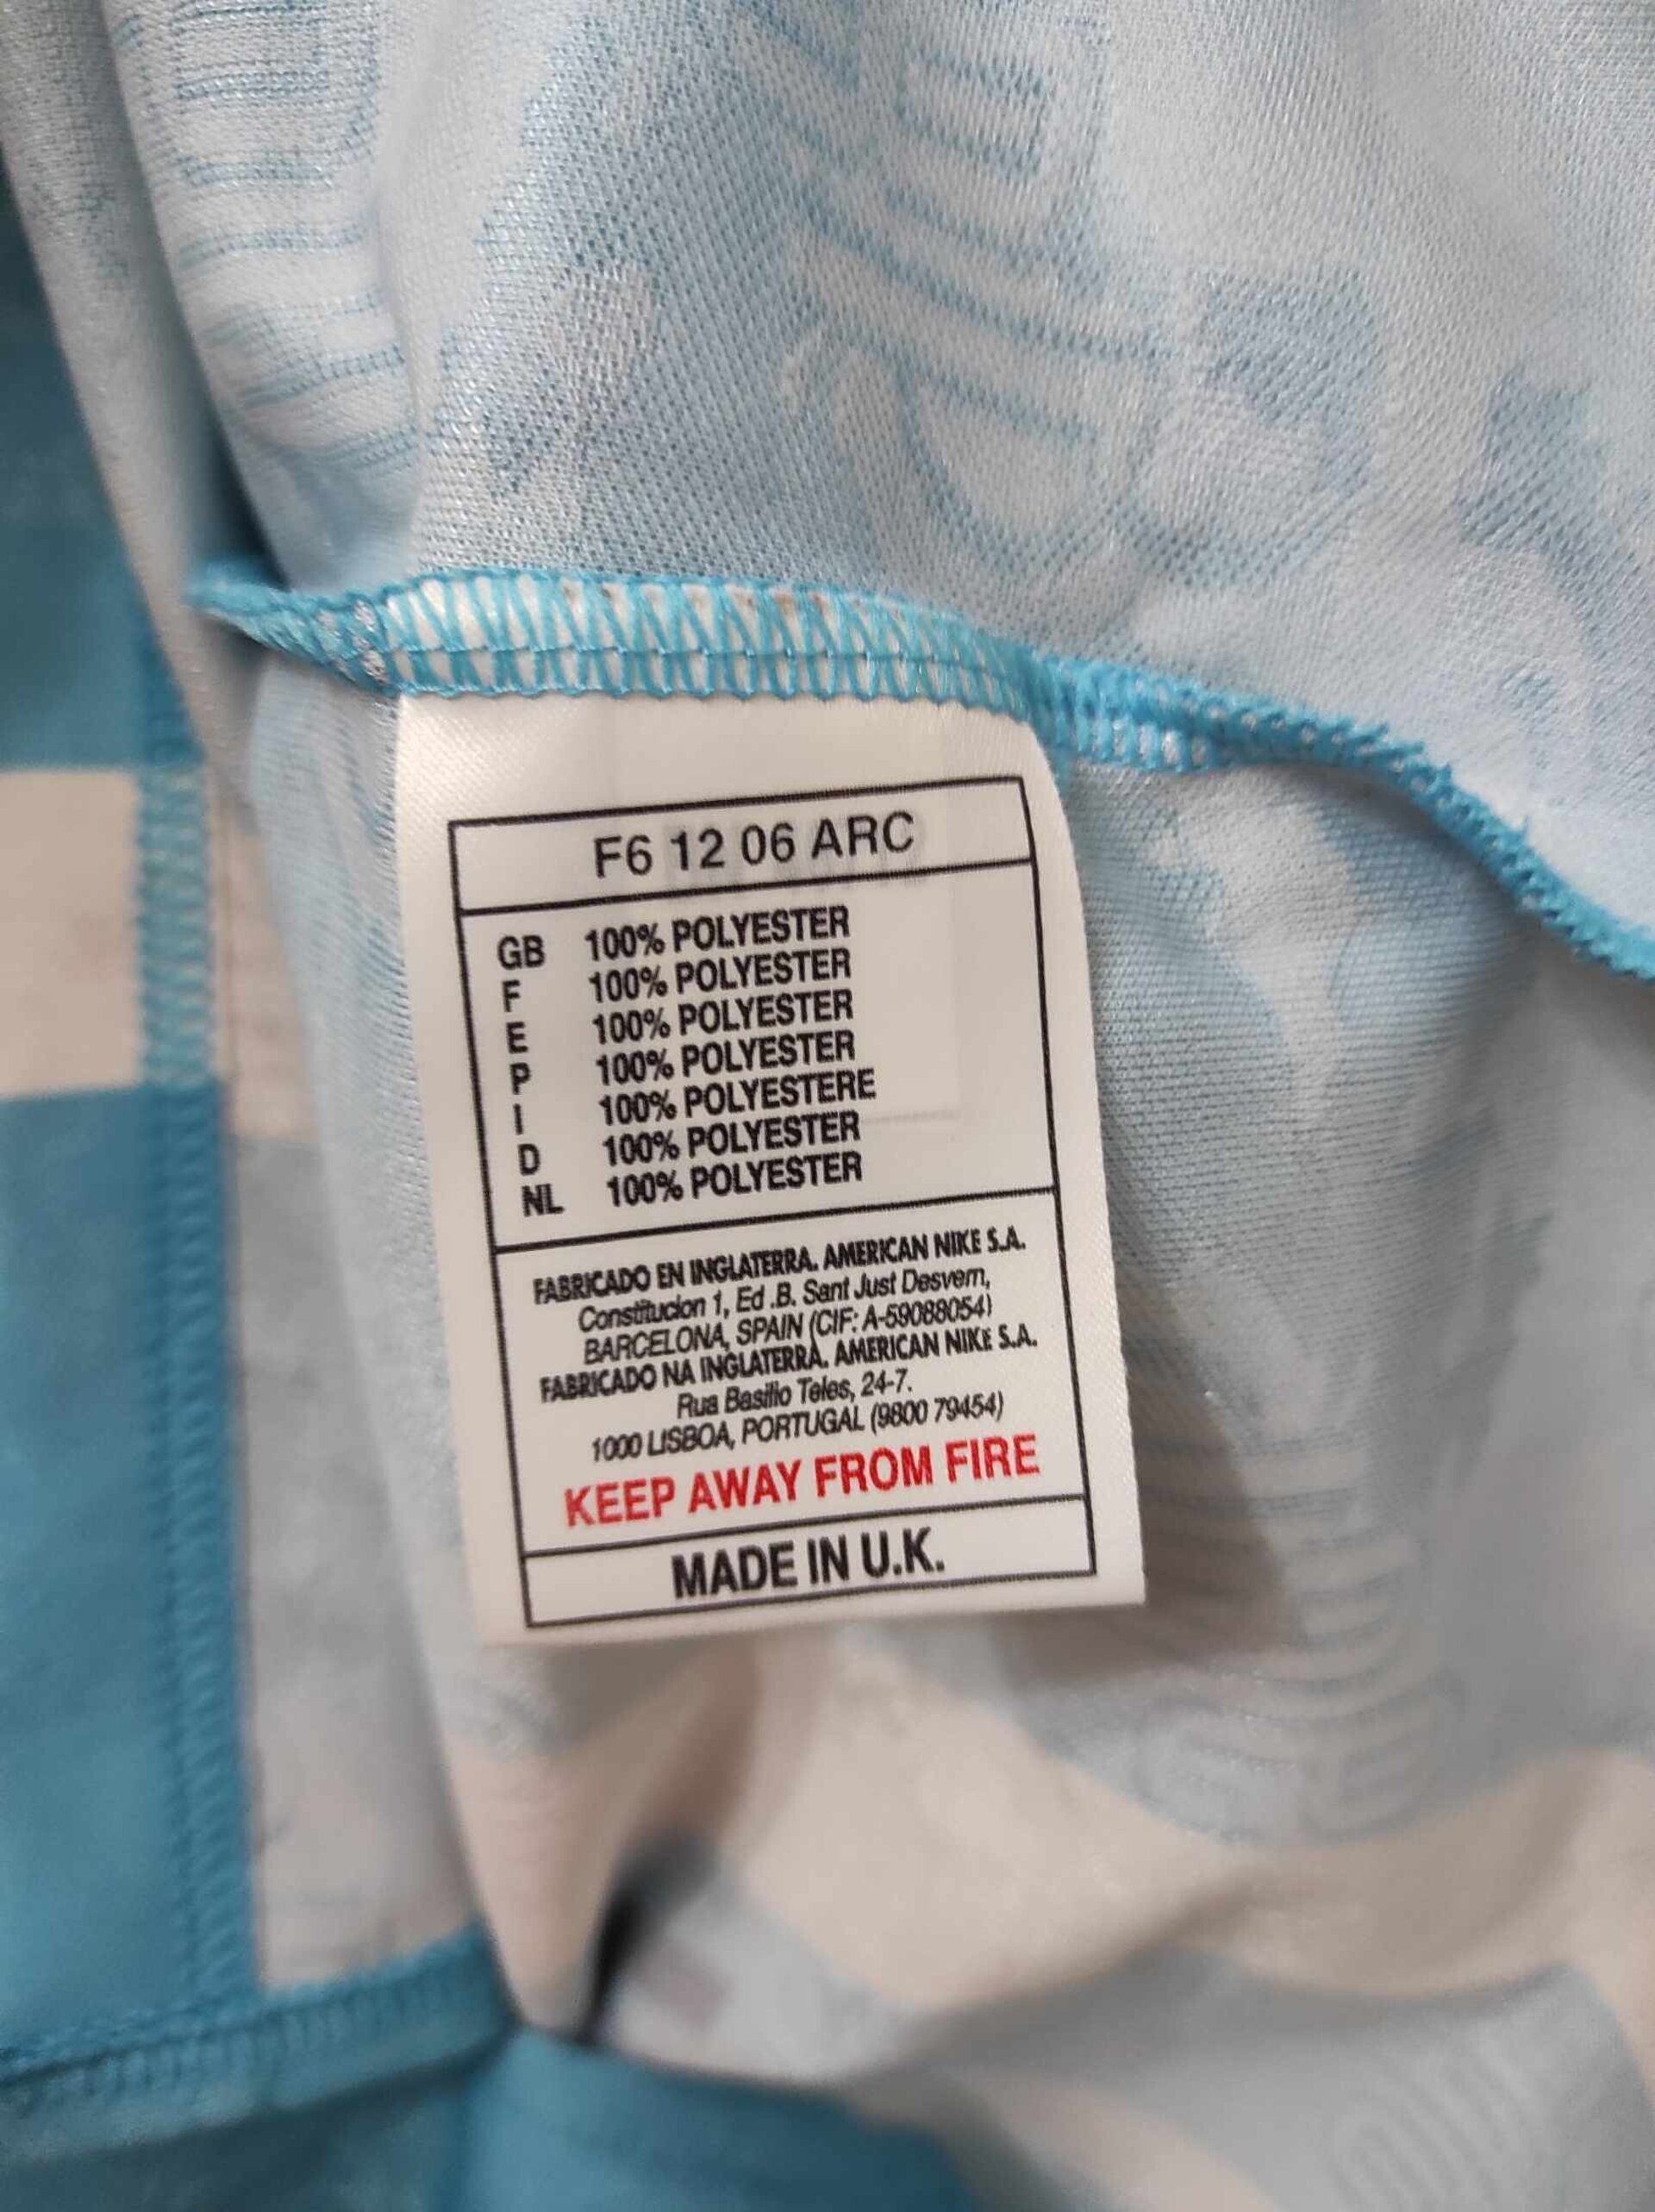 F6 12 06 ARC
GB 100% POLYESTER
F 100% POLYESTER
E 100% POLYESTER
P 100% POLYESTER
I 100% POLYESTERE
D 100% POLYESTER
NL 100% POLYESTER
FABRICADO EN INGLATERRA. AMERICAN NIKE S.A.
Constitucion 1, Ed .B. Sant Just Desvern,
BARCELONA, SPAIN (CIF: A-59088054)
FABRICADO NA INGLATERRA. AMERICAN NIKE S.A.
Rua Basilio Teles, 24-7.
1000 LISBOA, PORTUGAL (9800 79454)
KEEP AWAY FROM FIRE
MADE IN U.K.